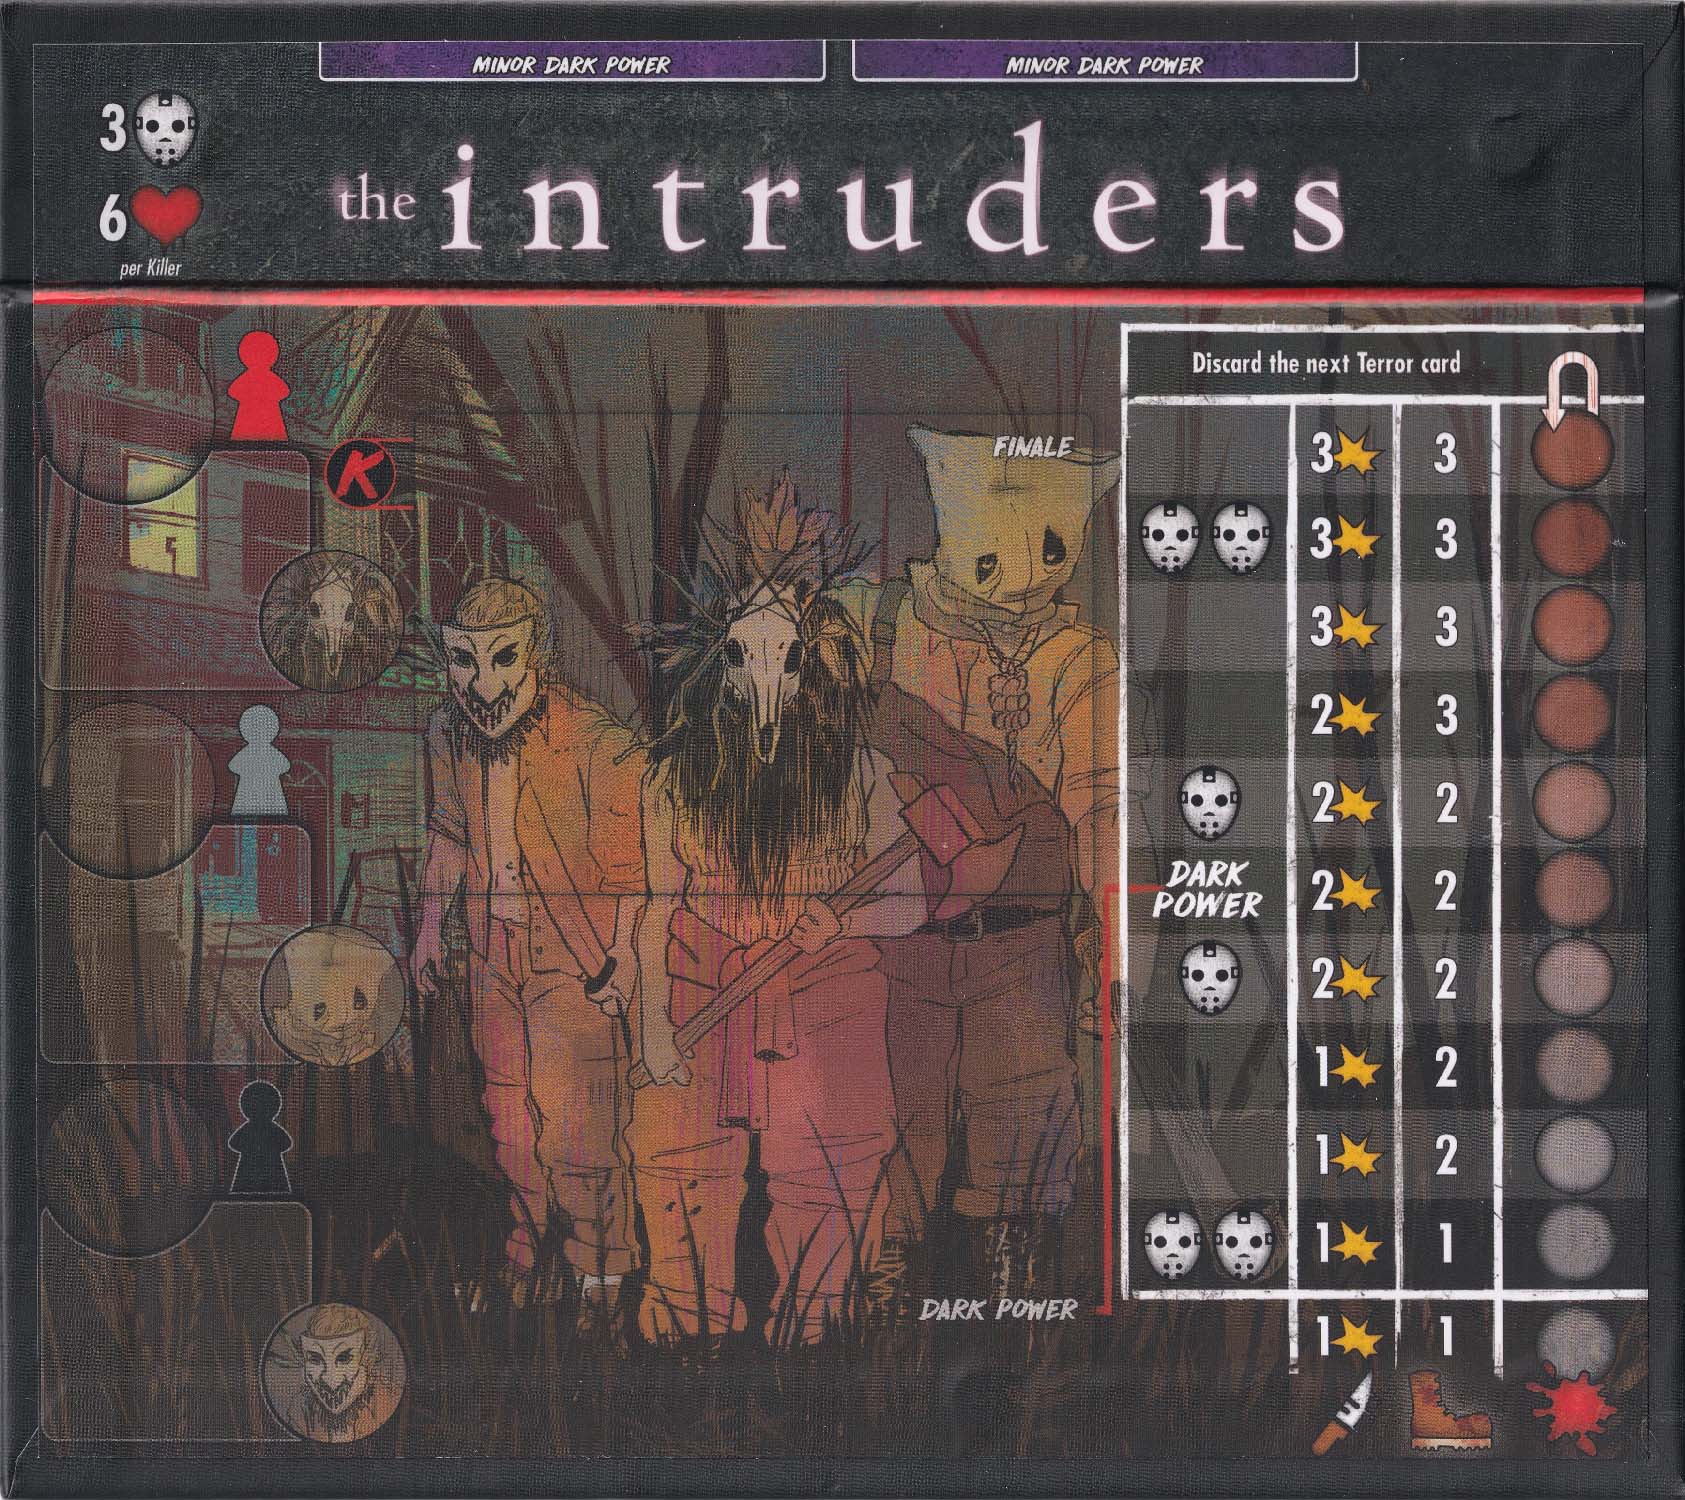 MINOR DARK POWER
MINOR DARK POWER
3
6
per Killer
the intruders
Discard the next Terror card
K
FINALE
3 3
3 3
3 3
2 3
2 2
DARK POWER
2 2
2 2
1 2
1 2
1 1
DARK POWER
1 1